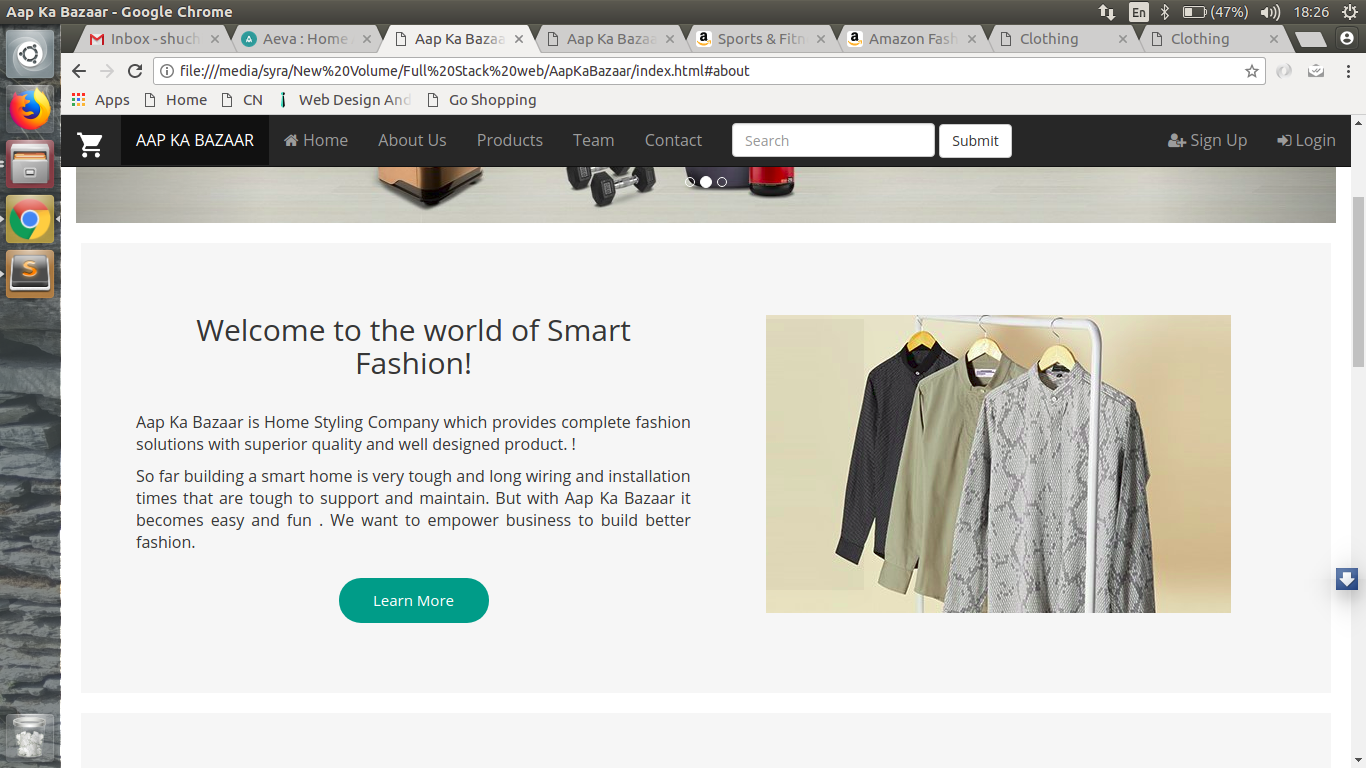 Aap Ka Bazaar - Google Chrome
En
(47%)
18:26
Inbox - shuch
Aeva : Home
Aap Ka Bazaa
Aap Ka Bazaa
Sports & Fitn
Amazon Fash
Clothing
Clothing
file:///media/syra/New%20Volume/Full%20Stack%20web/AapKaBazaar/index.html#about
Apps
Home
CN
Web Design And
Go Shopping
AAP KA BAZAAR
Home
About Us
Products
Team
Contact
Search
Submit
Sign Up
Login
Welcome to the world of Smart
Fashion!
Aap Ka Bazaar is Home Styling Company which provides complete fashion
solutions with superior quality and well designed product. !
So far building a smart home is very tough and long wiring and installation
times that are tough to support and maintain. But with Aap Ka Bazaar it
becomes easy and fun . We want to empower business to build better
fashion.
Learn More